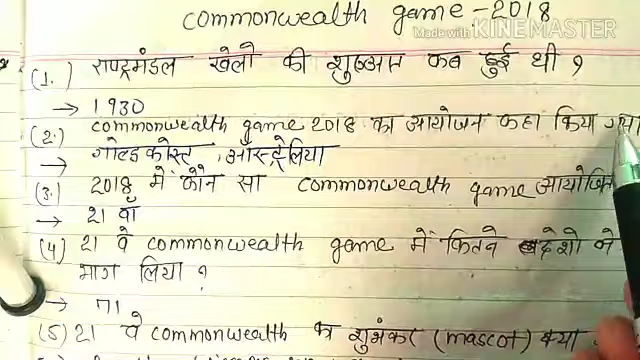 commonwealth game-2018
Made with KINEMASTER
(1.) राष्ट्रमंडल खेलो की शुरुआत कब हुई थी ?
→ 1930
(2.) commonwealth game 2018 का आयोजन कहा किया गया
→ गोल्ड कोस्ट, ऑस्ट्रेलिया
(3.) 2018 में कौन सा commonwealth game
→ 21 वाँ
(4) 21 वे commonwealth game में कितने देशो ने
भाग लिया ?
→ 71
(5) 21 वे commonwealth का शुभंकर (mascot) क्या